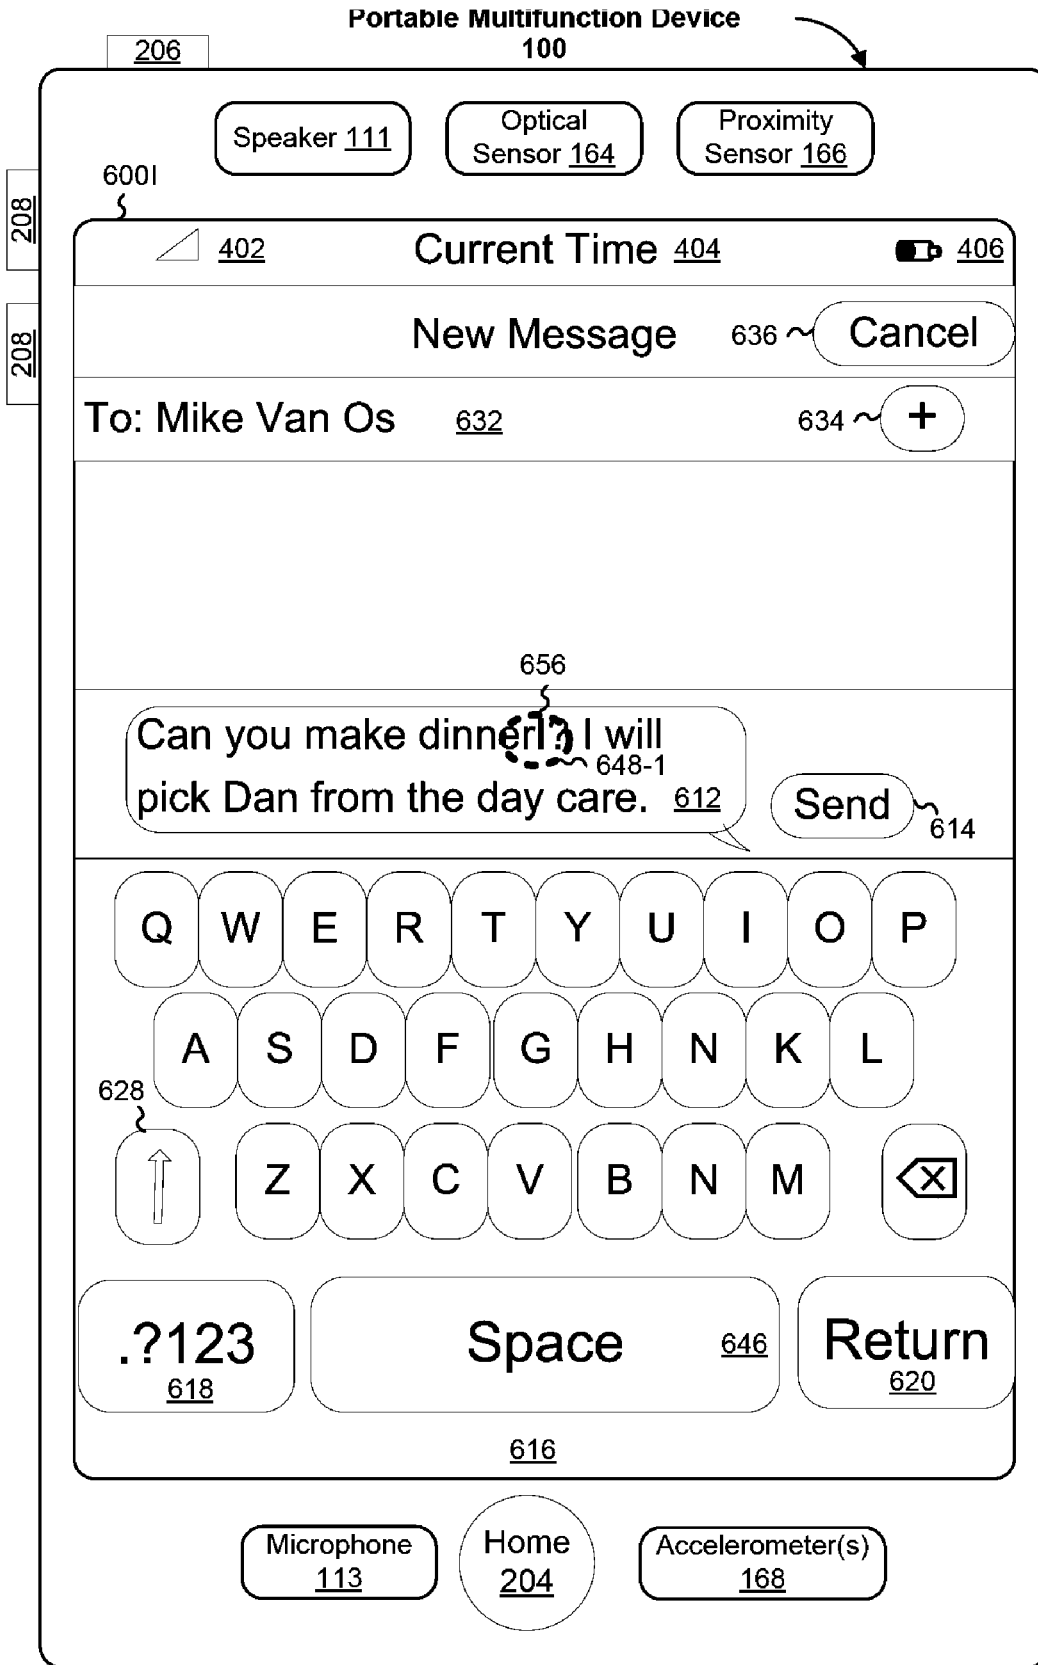 Portable Multifunction Device
100
206
Speaker 111
Optical
Sensor 164
Proximity
Sensor 166
600I
208
208
402
Current Time 404
406
New Message
636
Cancel
To: Mike Van Os
632
634
+
656
Can you make dinner? I will
648-1
pick Dan from the day care.
612
Send
614
Q W E R T Y U I O P
A S D F G H N K L
628
Z X C V B N M
.?123
618
Space
646
Return
620
616
Microphone
113
Home
204
Accelerometer(s)
168